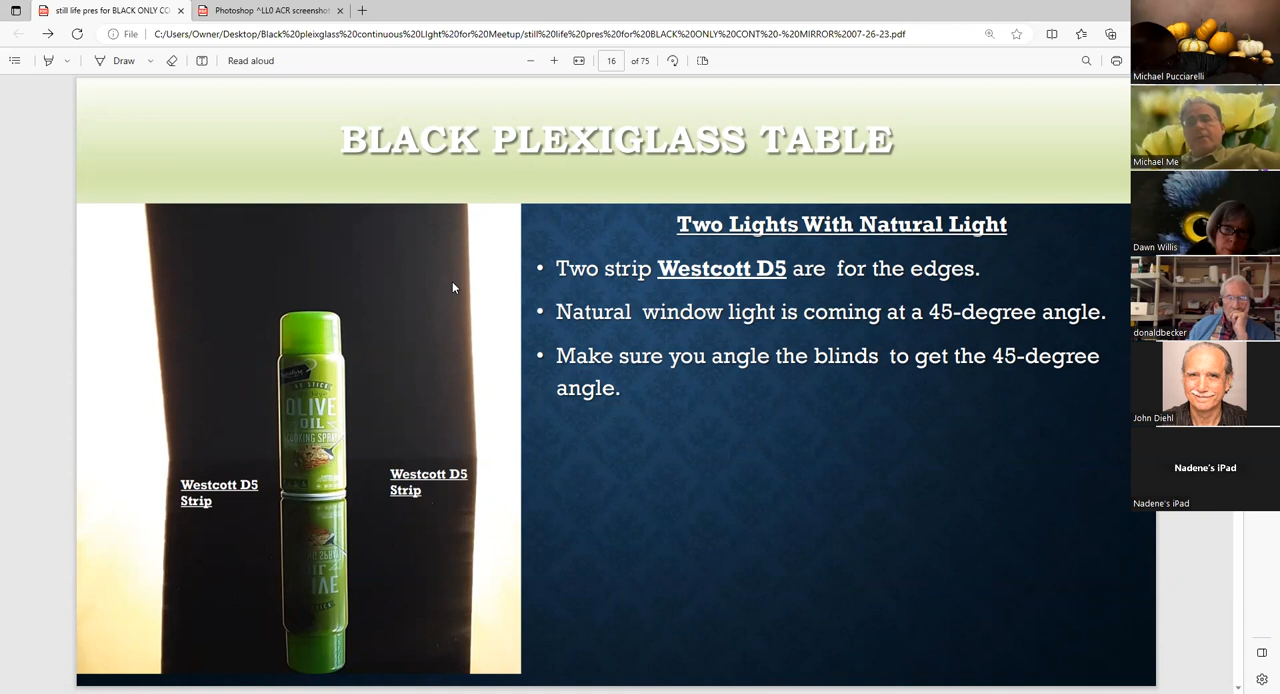 still life pres for BLACK ONLY CO
Photoshop ^LL0 ACR screenshot
File
C:/Users/Owner/Desktop/Black%20pleixglass%20continuous%20LIght%20for%20Meetup/still%20life%20pres%20for%20BLACK%20ONLY%20CONT%20-%20MIRROR%2007-26-23.pdf
Draw
Read aloud
16
of 75
BLACK PLEXIGLASS TABLE
Two Lights With Natural Light
• Two strip Westcott D5 are for the edges.
• Natural window light is coming at a 45-degree angle.
• Make sure you angle the blinds to get the 45-degree
angle.
OLIVE
OIL
COOKING SPRAY
Westcott D5
Strip
Westcott D5
Strip
Michael Pucciarelli
Michael Me
Dawn Willis
donaldbecker
John Diehl
Nadene's iPad
Nadene's iPad